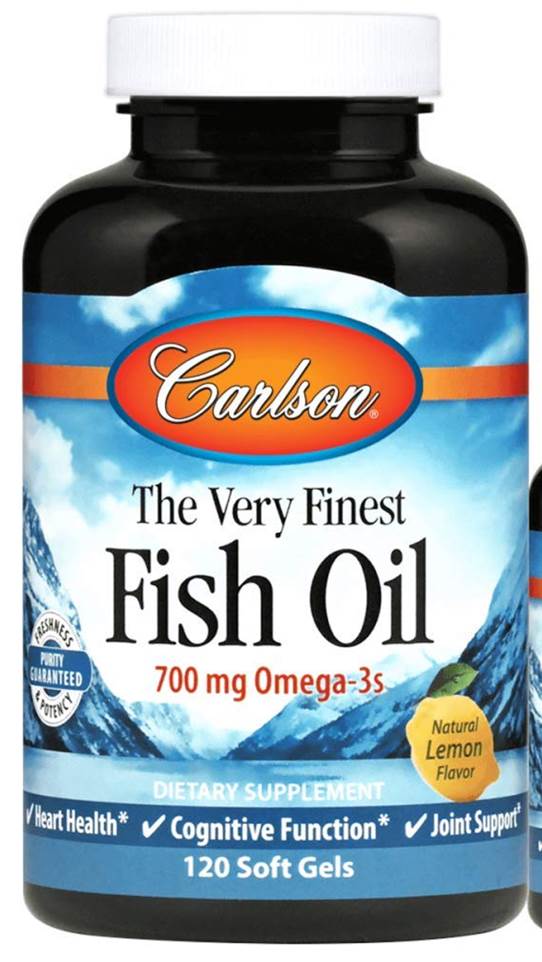 Carlson®
The Very Finest
Fish Oil
700 mg Omega-3s
FRESHNESS
PURITY
GUARANTEED
& POTENCY
Natural
Lemon
Flavor
DIETARY SUPPLEMENT
✓Heart Health* ✓ Cognitive Function* ✓ Joint Support*
120 Soft Gels